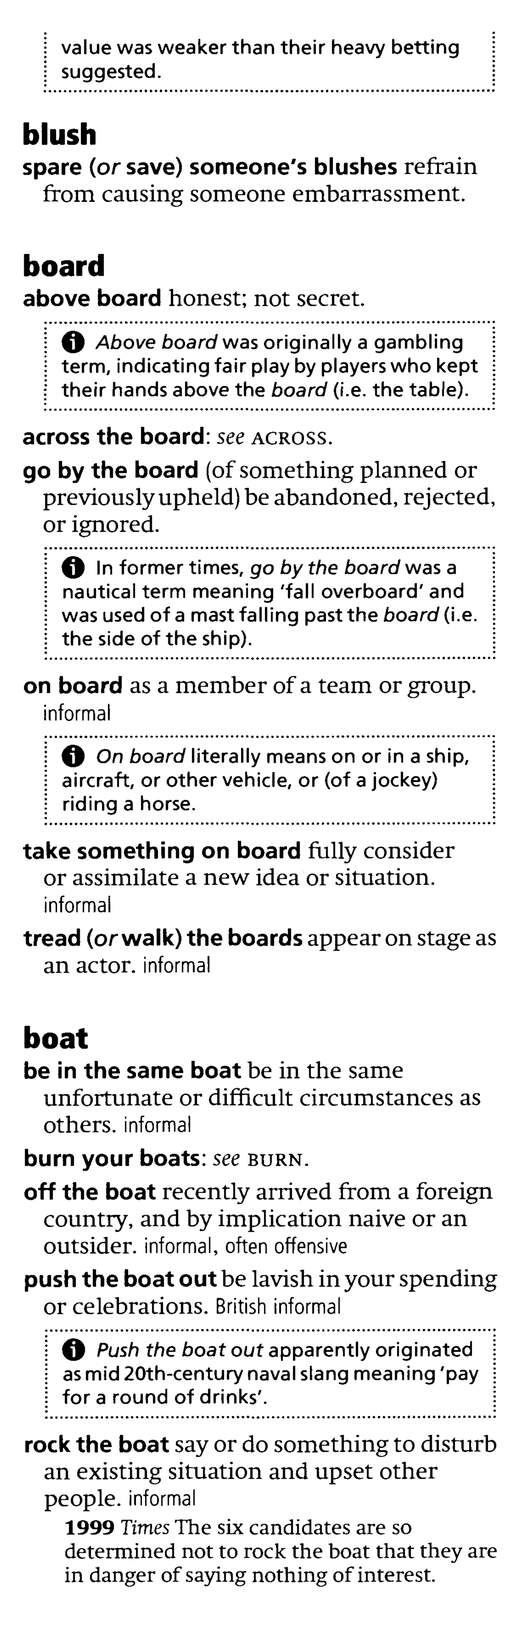 value was weaker than their heavy betting
suggested.
blush
spare (or save) someone's blushes refrain
from causing someone embarrassment.
board
above board honest; not secret.
Above board was originally a gambling
term, indicating fair play by players who kept
their hands above the board (i.e. the table).
across the board: see ACROSS.
go by the board (of something planned or
previously upheld) be abandoned, rejected,
or ignored.
In former times, go by the board was a
nautical term meaning 'fall overboard' and
was used of a mast falling past the board (i.e.
the side of the ship).
on board as a member of a team or group.
informal
On board literally means on or in a ship,
aircraft, or other vehicle, or (of a jockey)
riding a horse.
take something on board fully consider
or assimilate a new idea or situation.
informal
tread (or walk) the boards appear on stage as
an actor. informal
boat
be in the same boat be in the same
unfortunate or difficult circumstances as
others. informal
burn your boats: see BURN.
off the boat recently arrived from a foreign
country, and by implication naive or an
outsider. informal, often offensive
push the boat out be lavish in your spending
or celebrations. British informal
Push the boat out apparently originated
as mid 20th-century naval slang meaning 'pay
for a round of drinks'.
rock the boat say or do something to disturb
an existing situation and upset other
people. informal
1999 Times The six candidates are so
determined not to rock the boat that they are
in danger of saying nothing of interest.